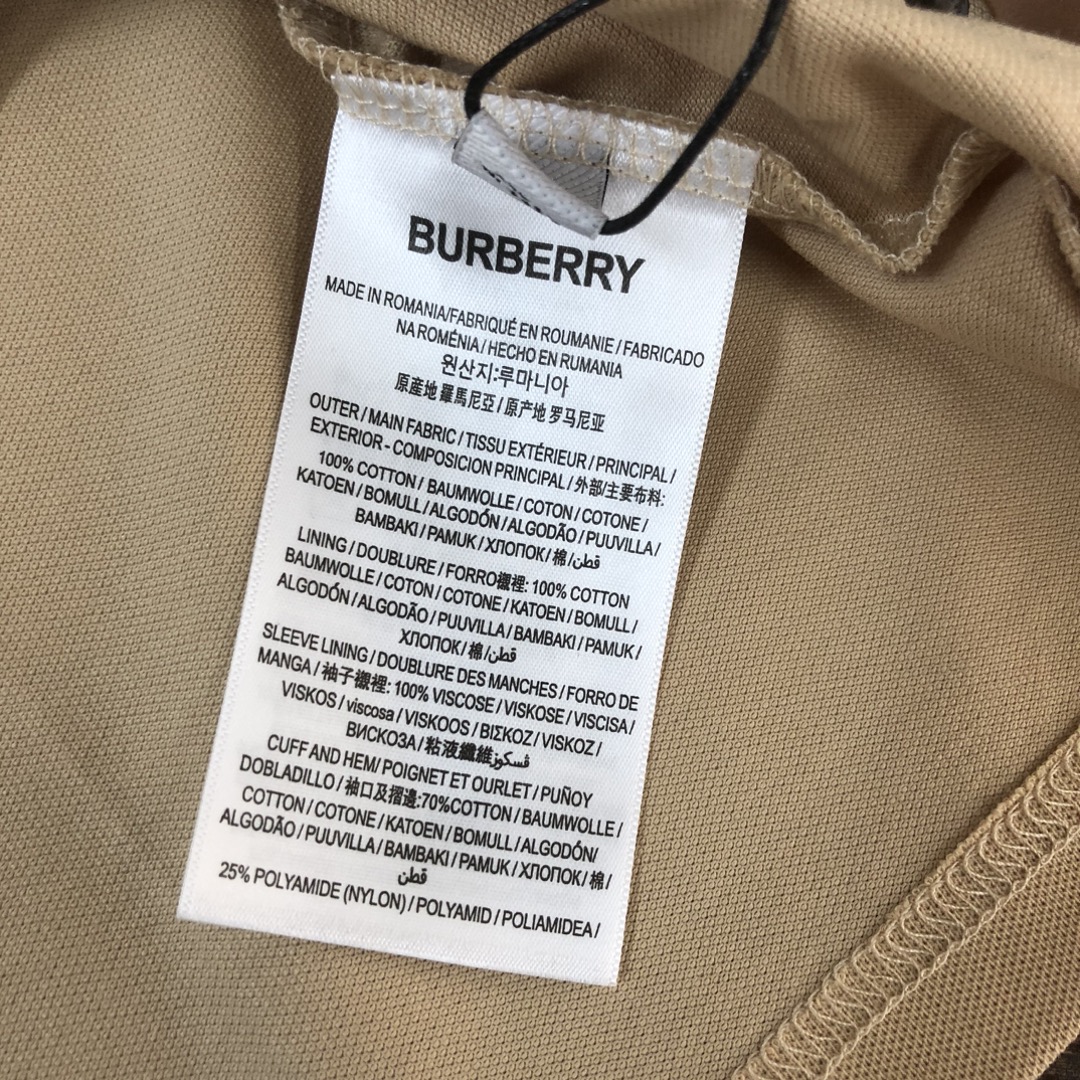 BURBERRY
MADE IN ROMANIA/FABRIQUÉ EN ROUMANIE / FABRICADO
NA ROMÉNIA / HECHO EN RUMANIA
원산지:루마니아
原産地 羅馬尼亞 / 原产地 罗马尼亚
OUTER / MAIN FABRIC / TISSU EXTÉRIEUR / PRINCIPAL /
EXTERIOR - COMPOSICION PRINCIPAL / 外部/主要布料:
100% COTTON / BAUMWOLLE / COTON / COTONE /
KATOEN / BOMULL / ALGODÓN / ALGODÃO / PUUVILLA /
BAMBAKI / PAMUK / ХЛОПОК / 棉 / قطن
LINING / DOUBLURE / FORRO襯裡: 100% COTTON
BAUMWOLLE / COTON / COTONE / KATOEN / BOMULL /
ALGODÓN / ALGODÃO / PUUVILLA / BAMBAKI / PAMUK /
ХЛОПОК / 棉 / قطن
SLEEVE LINING / DOUBLURE DES MANCHES / FORRO DE
MANGA / 袖子襯裡: 100% VISCOSE / VISKOSE / VISCISA /
VISKOS / viscosa / VISKOOS / ΒΙΣΚΟΖ / VISKOZ /
ВИСКОЗА / 粘液纖維 فسكوز
CUFF AND HEM/ POIGNET ET OURLET / PUÑOY
DOBLADILLO / 袖口及摺邊:70%COTTON / BAUMWOLLE /
COTTON / COTONE / KATOEN / BOMULL / ALGODÓN/
ALGODÃO / PUUVILLA / BAMBAKI / PAMUK / ХЛОПОК / 棉/
قطن
25% POLYAMIDE (NYLON) / POLYAMID / POLIAMIDEA /